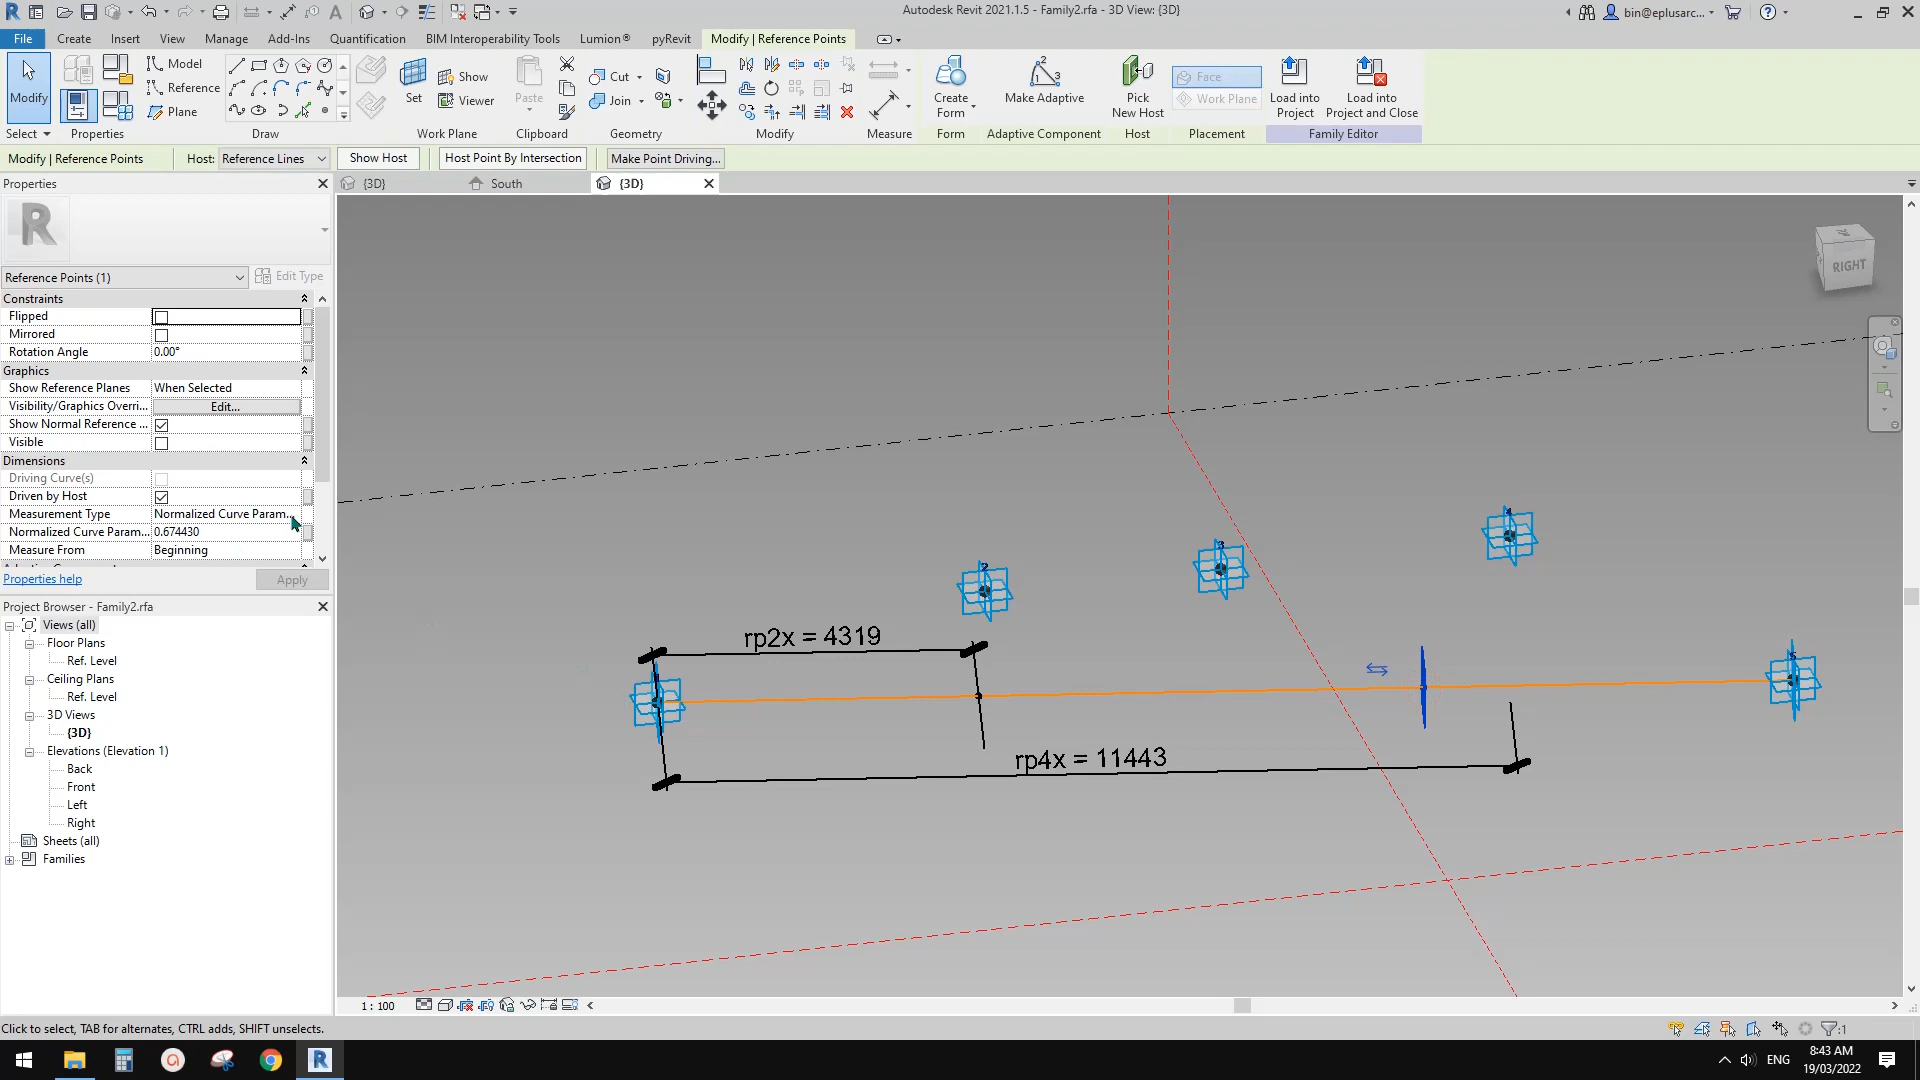 Autodesk Revit 2021.1.5 - Family2.rfa - 3D View: {3D}
bin@eplusarc...
File Create Insert View Manage Add-Ins Quantification BIM Interoperability Tools Lumion® pyRevit Modify | Reference Points
Modify
Model
Reference
Plane
Set
Show
Viewer
Paste
Cut
Join
Create Form
Make Adaptive
Pick New Host
Face
Work Plane
Load into Project
Load into Project and Close
Select Properties Draw Work Plane Clipboard Geometry Modify Measure Form Adaptive Component Host Placement Family Editor
Modify | Reference Points Host: Reference Lines Show Host Host Point By Intersection Make Point Driving...
Properties
{3D} South {3D}
R
Reference Points (1) Edit Type
Constraints
Flipped
Mirrored
Rotation Angle 0.00°
Graphics
Show Reference Planes When Selected
Visibility/Graphics Overri... Edit...
Show Normal Reference ...
Visible
Dimensions
Driving Curve(s)
Driven by Host
Measurement Type Normalized Curve Param...
Normalized Curve Param... 0.674430
Measure From Beginning
Properties help Apply
Project Browser - Family2.rfa
Views (all)
Floor Plans
Ref. Level
Ceiling Plans
Ref. Level
3D Views
{3D}
Elevations (Elevation 1)
Back
Front
Left
Right
Sheets (all)
Families
RIGHT
4
3
2
rp2x = 4319
5
rp4x = 11443
1 : 100
Click to select, TAB for alternates, CTRL adds, SHIFT unselects.
:1
ENG
8:43 AM
19/03/2022